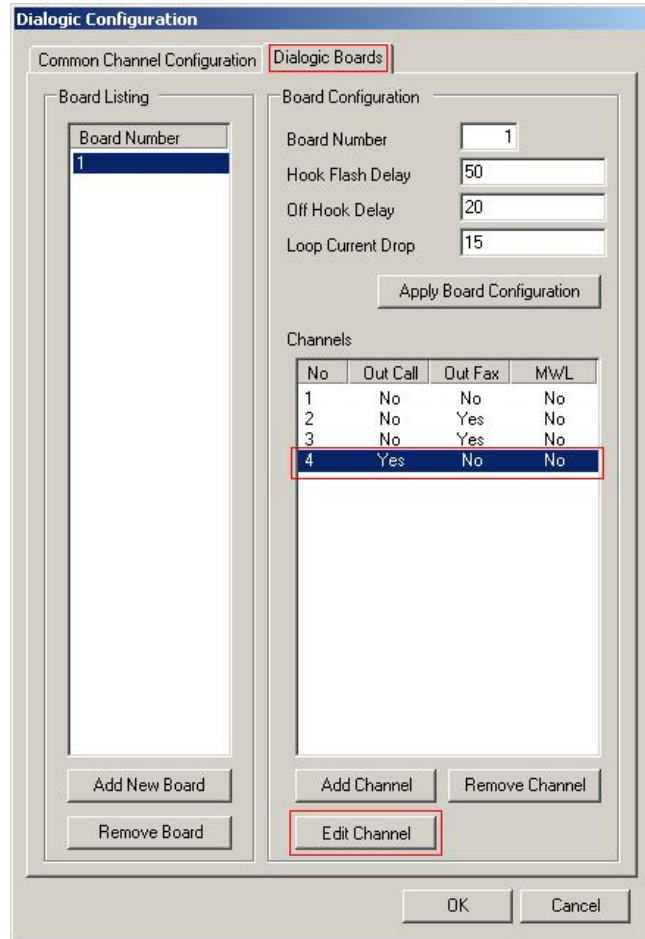 Dialogic Configuration
Common Channel Configuration
Dialogic Boards
Board Listing
Board Number
1
Board Configuration
Board Number 1
Hook Flash Delay 50
Off Hook Delay 20
Loop Current Drop 15
Apply Board Configuration
Channels
No Out Call Out Fax MWL
1 No No No
2 No Yes No
3 No Yes No
4 Yes No No
Add New Board
Remove Board
Add Channel
Remove Channel
Edit Channel
OK
Cancel